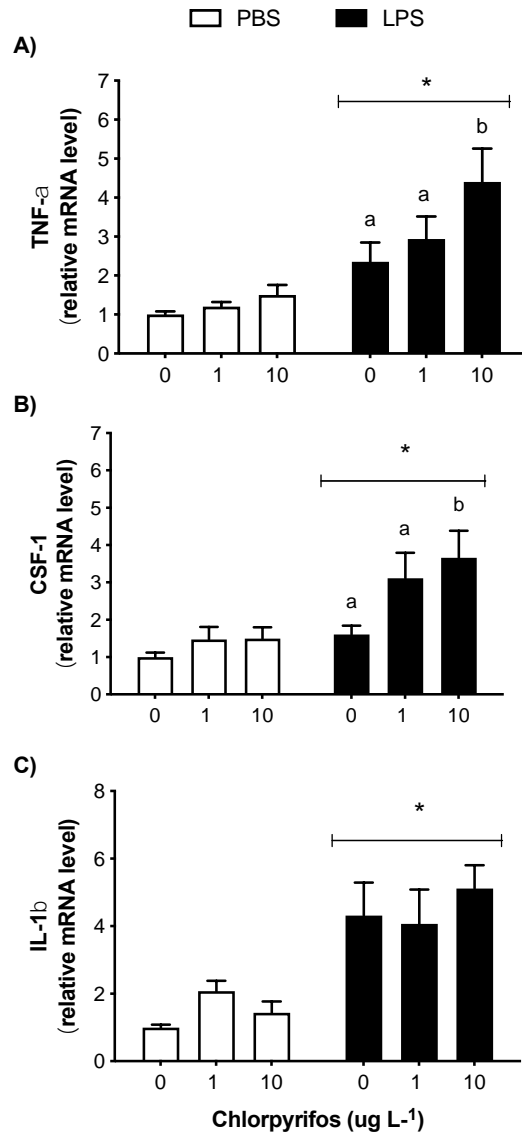 PBS LPS
A)
*
7
6
5
4
3
2
1
0
b
a a
TNF-a
(relative mRNA level)
0 1 10 0 1 10
B)
*
7
6
5
4
3
2
1
0
b
a
a
CSF-1
(relative mRNA level)
0 1 10 0 1 10
C)
*
8
6
4
2
0
IL-1b
(relative mRNA level)
0 1 10 0 1 10
Chlorpyrifos (ug L-1)